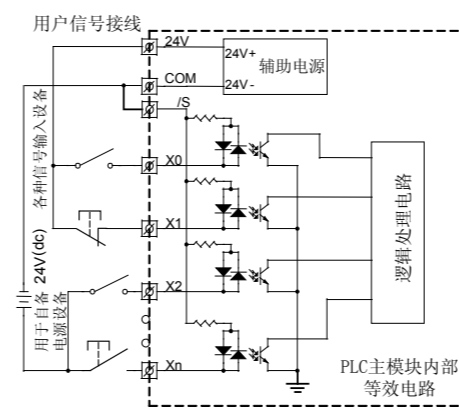 用户信号接线
24V
24V+
辅助电源
COM
24V-
/S
各种信号输入设备
X0
X1
24V(dc)
用于自备
电源设备
X2
Xn
逻辑处理电路
PLC主模块内部
等效电路